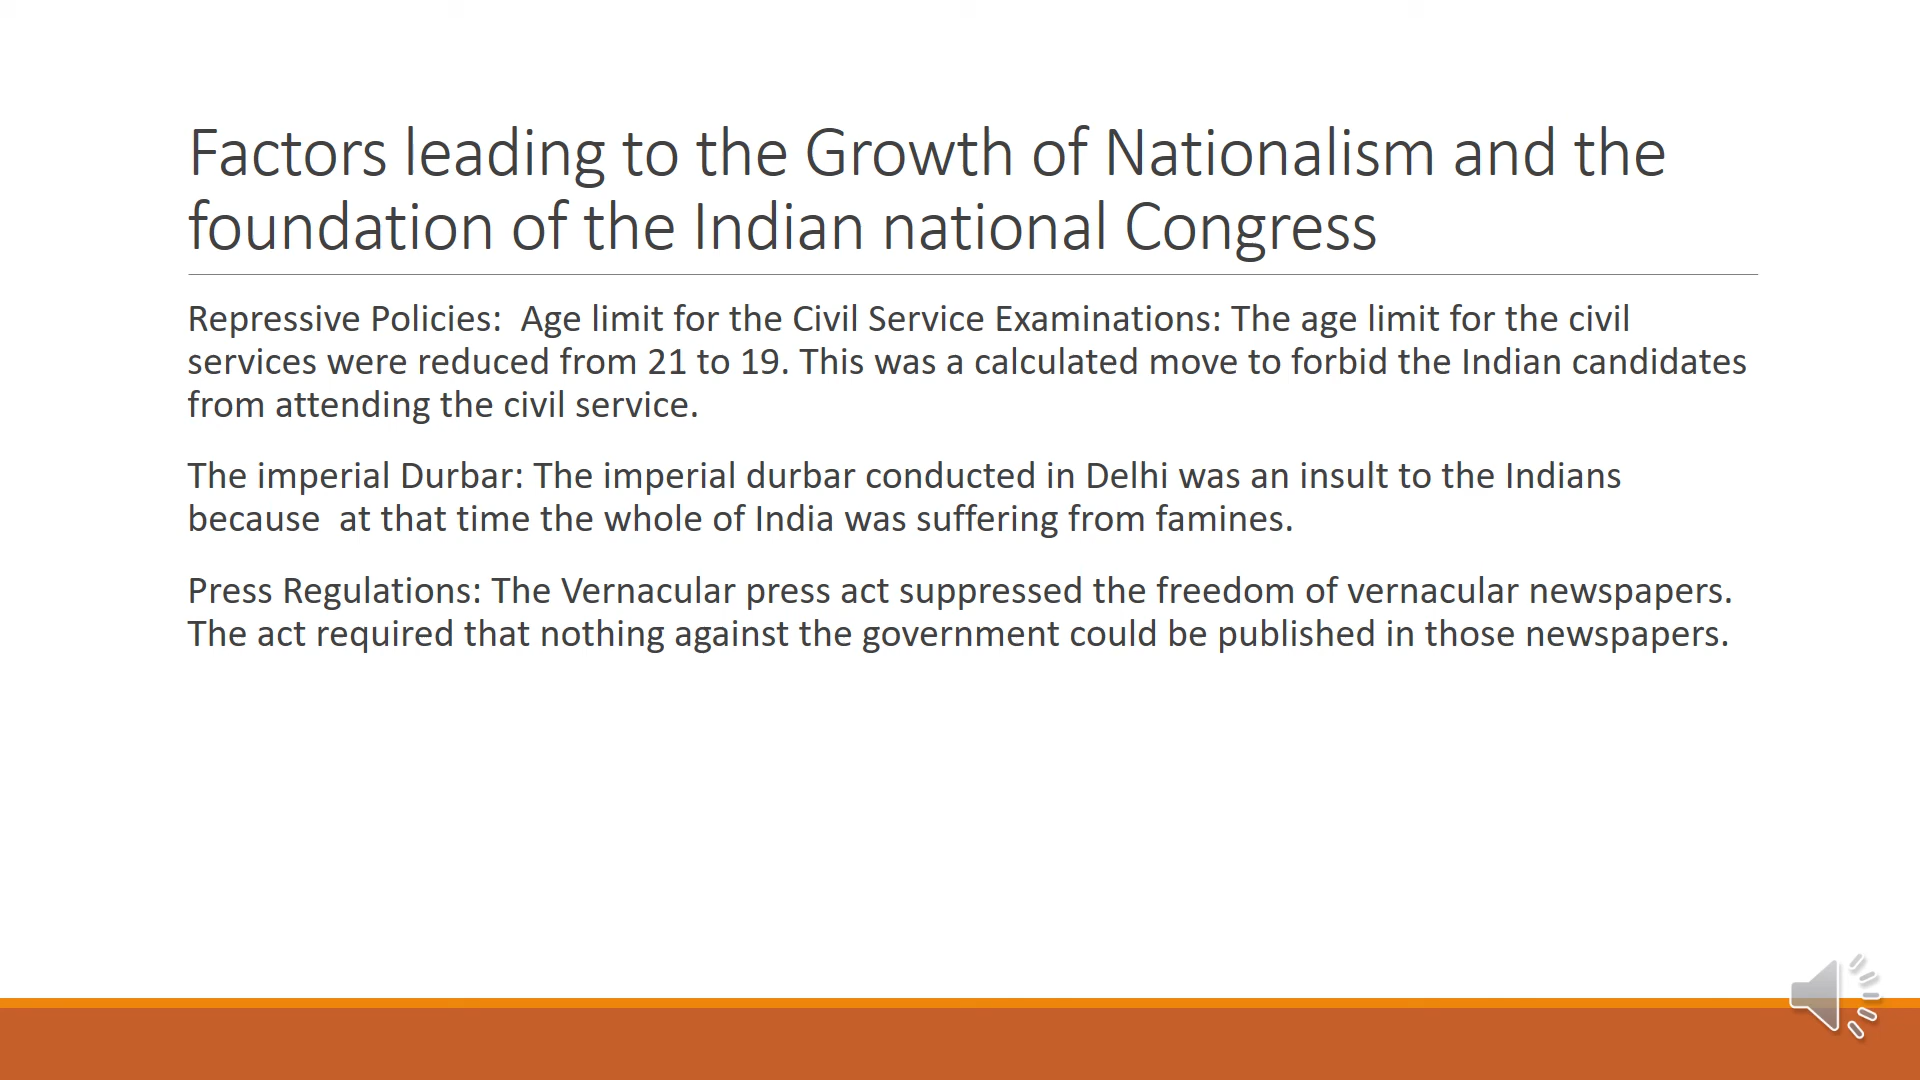 Factors leading to the Growth of Nationalism and the
foundation of the Indian national Congress
Repressive Policies:  Age limit for the Civil Service Examinations: The age limit for the civil
services were reduced from 21 to 19. This was a calculated move to forbid the Indian candidates
from attending the civil service.
The imperial Durbar: The imperial durbar conducted in Delhi was an insult to the Indians
because  at that time the whole of India was suffering from famines.
Press Regulations: The Vernacular press act suppressed the freedom of vernacular newspapers.
The act required that nothing against the government could be published in those newspapers.